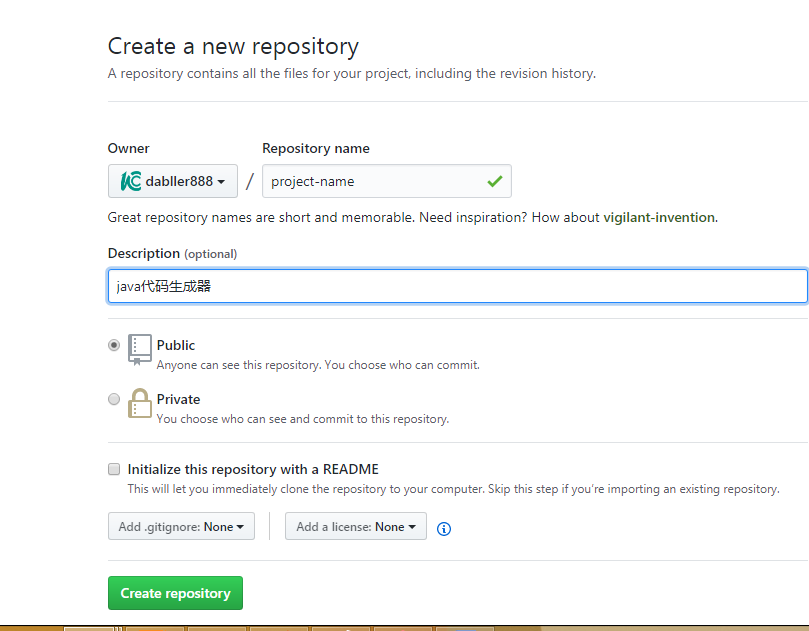 Create a new repository
A repository contains all the files for your project, including the revision history.
Owner
Repository name
dabller888
/
project-name
Great repository names are short and memorable. Need inspiration? How about vigilant-invention.
Description (optional)
java代码生成器
Public
Anyone can see this repository. You choose who can commit.
Private
You choose who can see and commit to this repository.
Initialize this repository with a README
This will let you immediately clone the repository to your computer. Skip this step if you’re importing an existing repository.
Add .gitignore: None
Add a license: None
Create repository